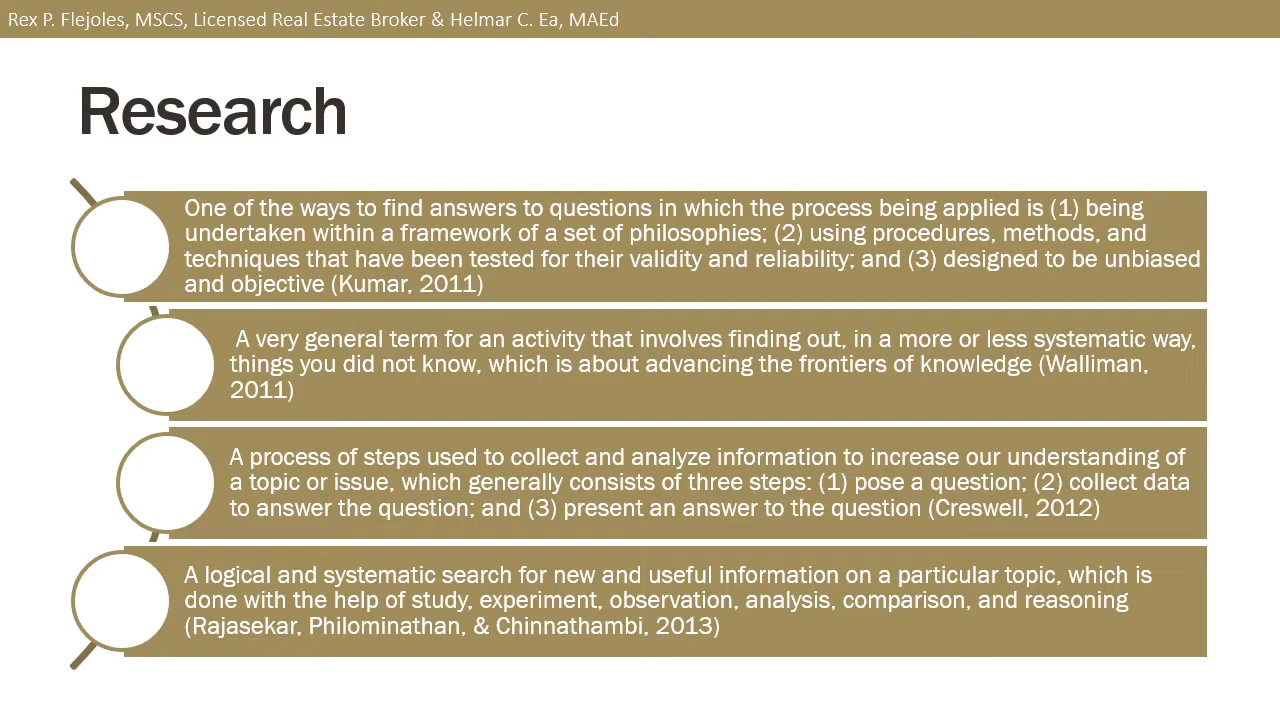 Rex P. Flejoles, MSCS, Licensed Real Estate Broker & Helmar C. Ea, MAEd
Research
One of the ways to find answers to questions in which the process being applied is (1) being
undertaken within a framework of a set of philosophies; (2) using procedures, methods, and
techniques that have been tested for their validity and reliability; and (3) designed to be unbiased
and objective (Kumar, 2011)
A very general term for an activity that involves finding out, in a more or less systematic way,
things you did not know, which is about advancing the frontiers of knowledge (Walliman,
2011)
A process of steps used to collect and analyze information to increase our understanding of
a topic or issue, which generally consists of three steps: (1) pose a question; (2) collect data
to answer the question; and (3) present an answer to the question (Creswell, 2012)
A logical and systematic search for new and useful information on a particular topic, which is
done with the help of study, experiment, observation, analysis, comparison, and reasoning
(Rajasekar, Philominathan, & Chinnathambi, 2013)